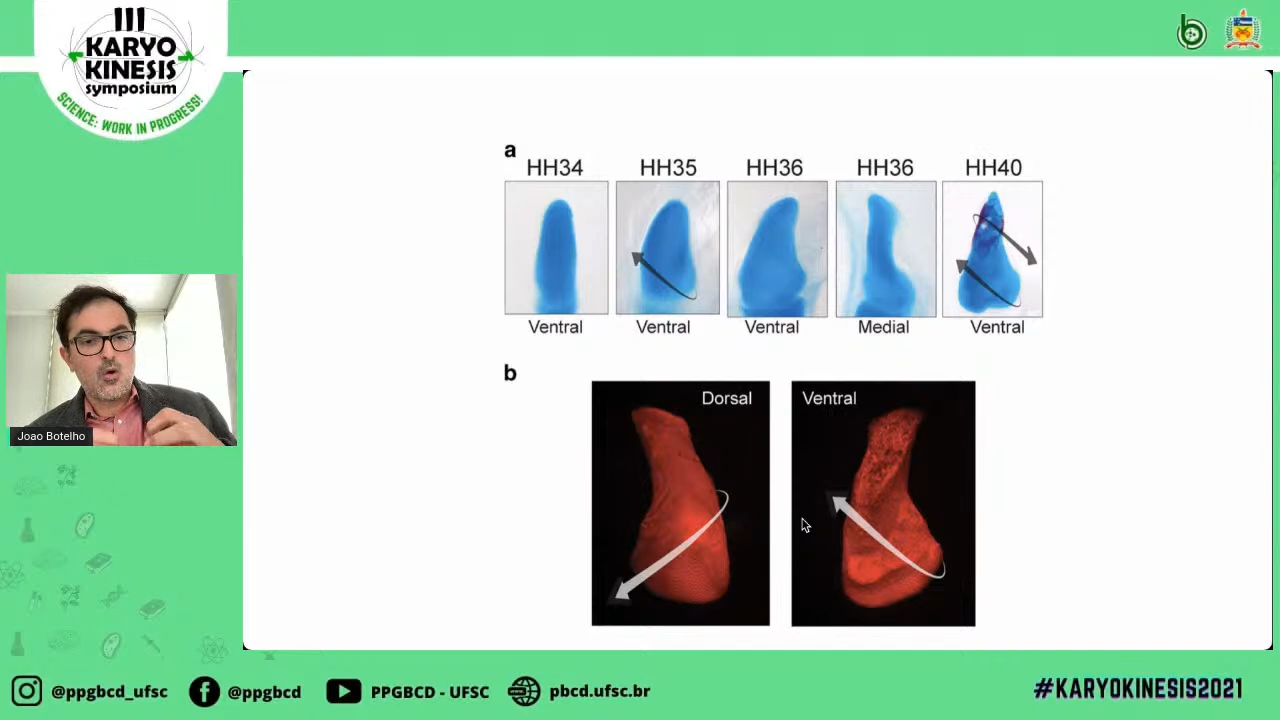 III
KARYO
KINESIS
symposium
SCIENCE: WORK IN PROGRESS!
a
HH34 HH35 HH36 HH36 HH40
Ventral Ventral Ventral Medial Ventral
b
Dorsal Ventral
Joao Botelho
@ppgbcd_ufsc @ppgbcd PPGBCD - UFSC pbcd.ufsc.br #KARYOKINESIS2021